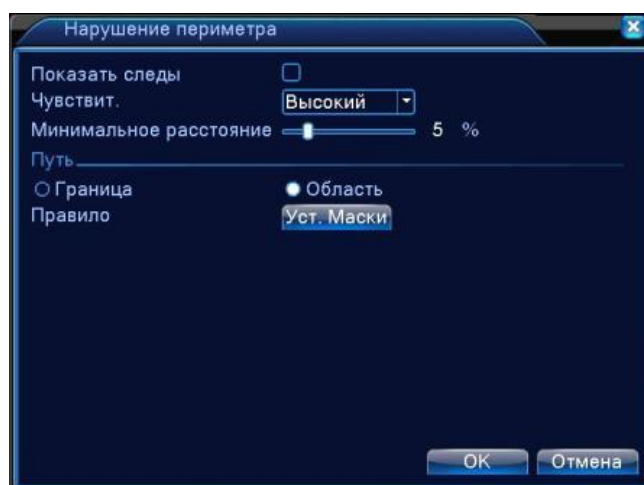 Нарушение периметра
Показать следы
Чувствит. Высокий
Минимальное расстояние 5 %
Путь
Граница Область
Правило Уст. Маски
OK Отмена